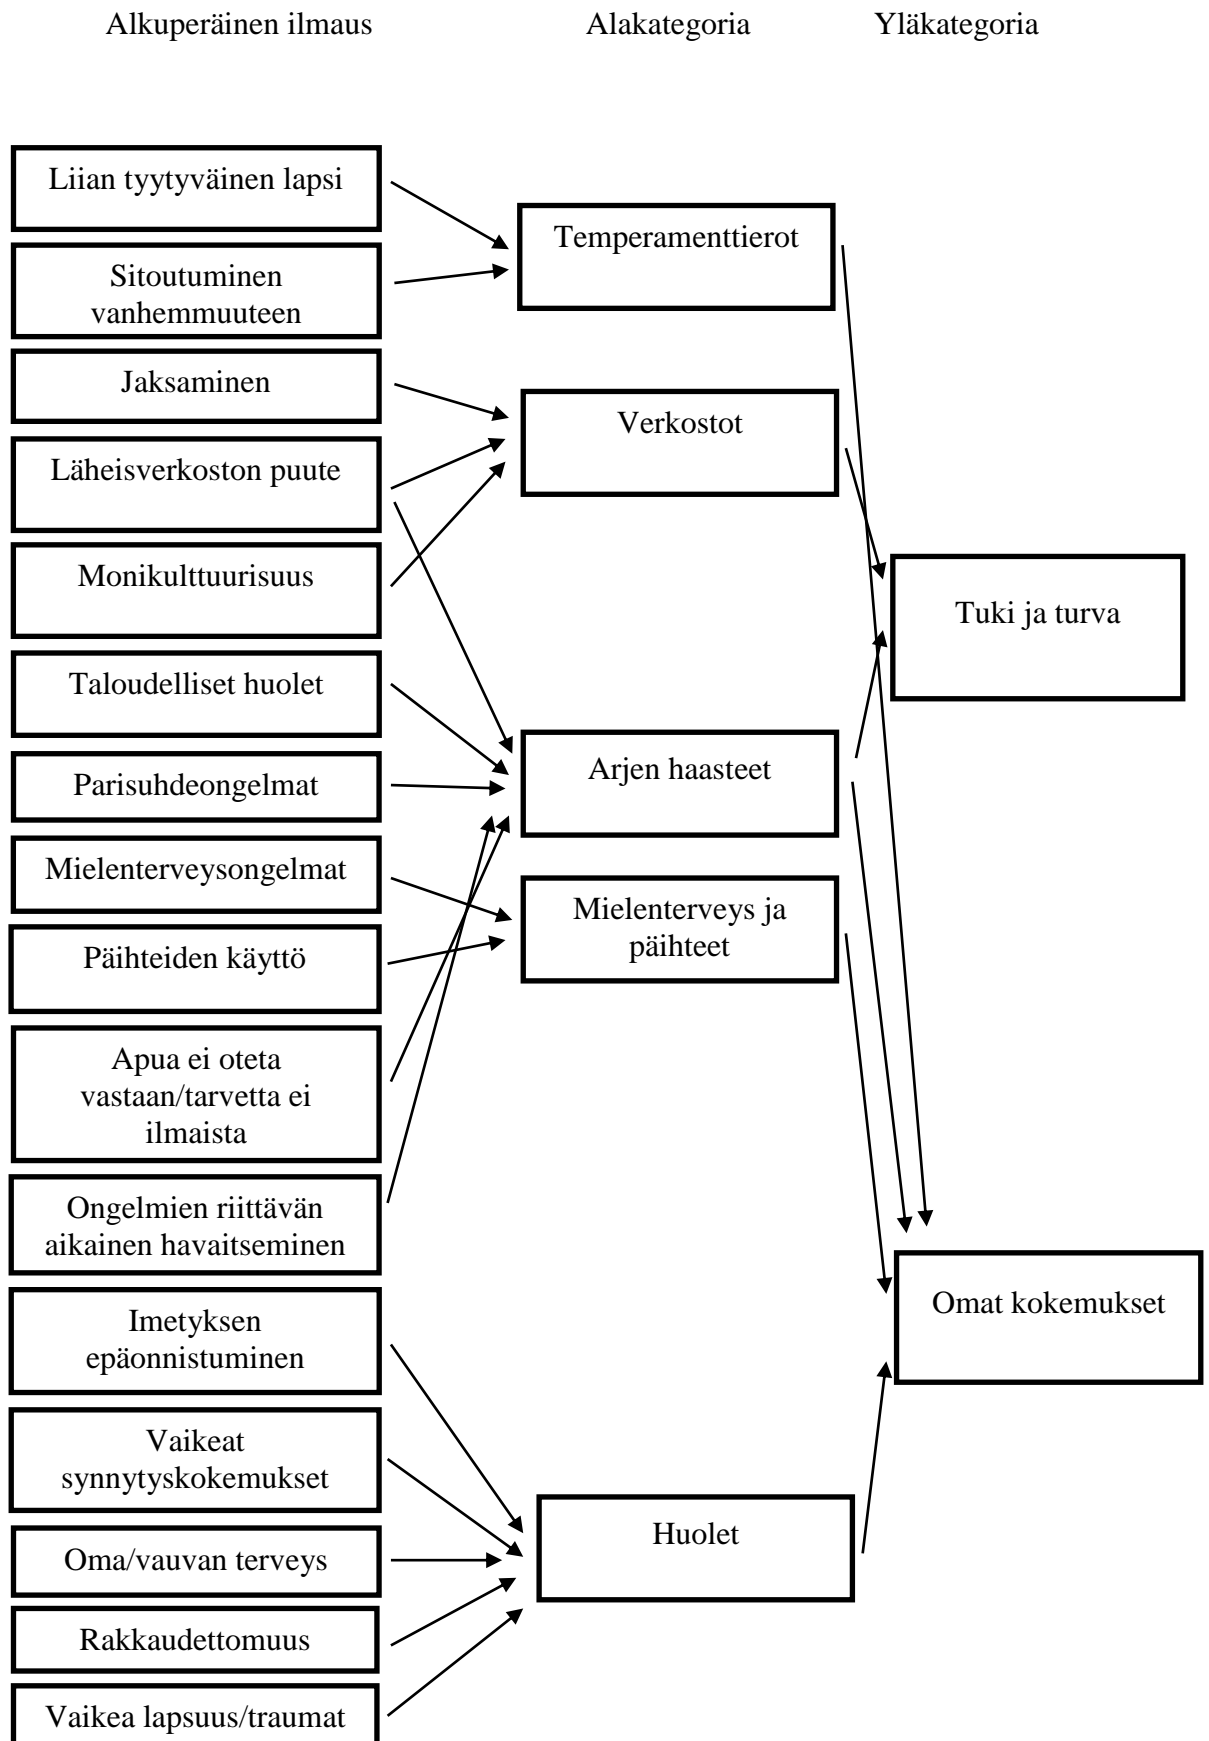 Alkuperäinen ilmaus
Alakategoria
Yläkategoria
Liian tyytyväinen lapsi
Sitoutuminen
vanhemmuuteen
Jaksaminen
Läheisverkoston puute
Monikulttuurisuus
Taloudelliset huolet
Parisuhdeongelmat
Mielenterveysongelmat
Päihteiden käyttö
Apua ei oteta
vastaan/tarvetta ei
ilmaista
Ongelmien riittävän
aikainen havaitseminen
Imetyksen
epäonnistuminen
Vaikeat
synnytyskokemukset
Oma/vauvan terveys
Rakkaudettomuus
Vaikea lapsuus/traumat
Temperamenttierot
Verkostot
Arjen haasteet
Mielenterveys ja
päihteet
Huolet
Tuki ja turva
Omat kokemukset